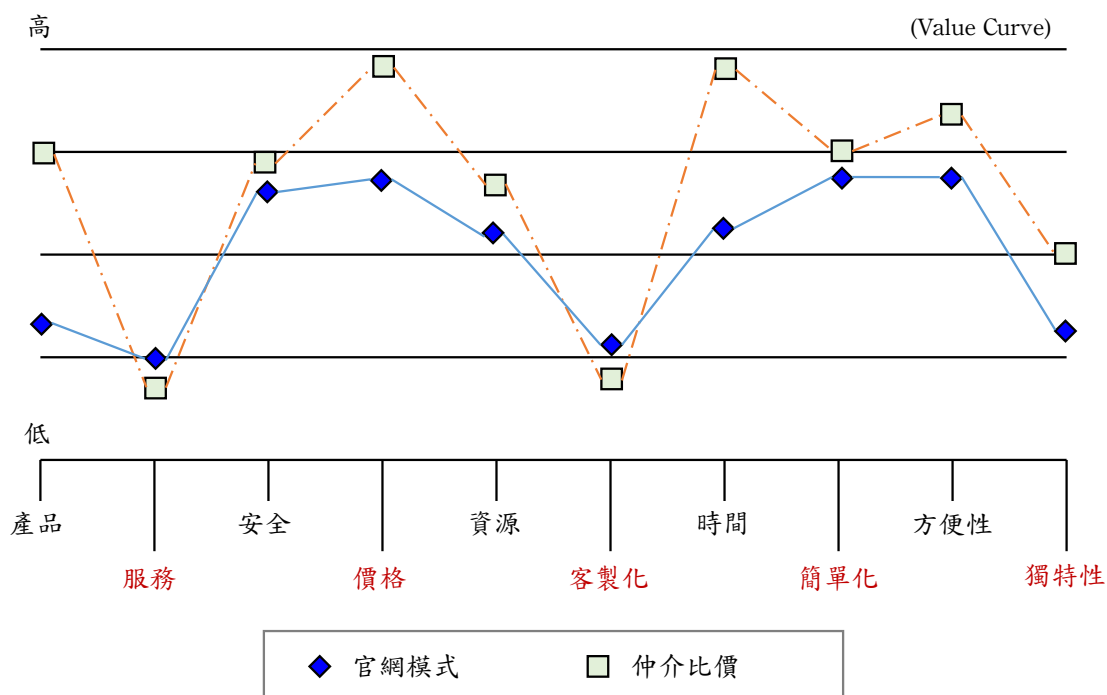 高
(Value Curve)
低
產品
安全
資源
時間
方便性
服務
價格
客製化
簡單化
獨特性
官網模式
仲介比價